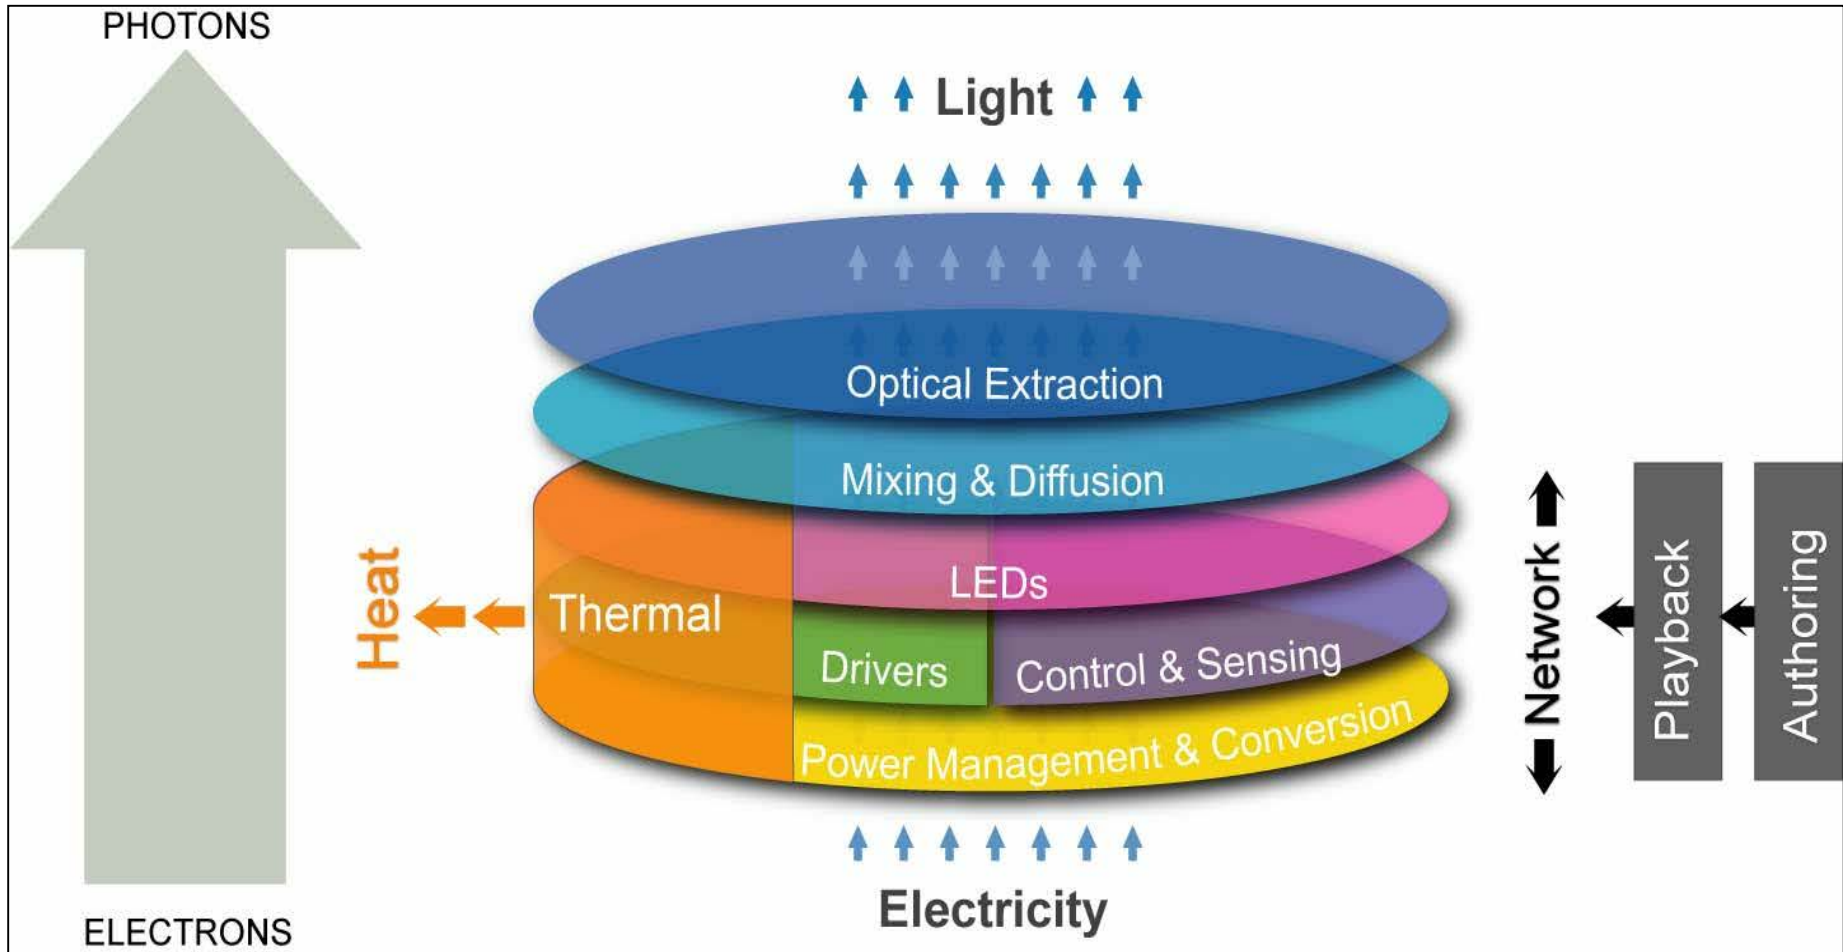 PHOTONS
Light
Optical Extraction
Mixing & Diffusion
LEDs
Thermal
Heat
Drivers
Control & Sensing
Power Management & Conversion
Network
Playback
Authoring
Electricity
ELECTRONS